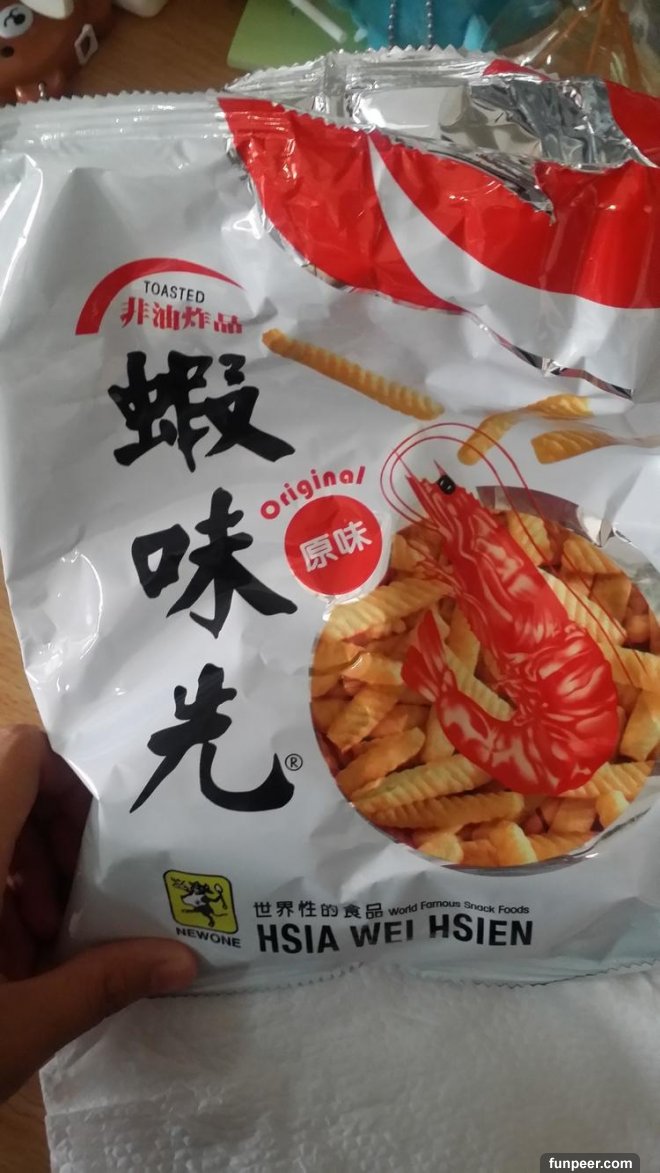 TOASTED
非油炸品
蝦味先®
Original
原味
NEWONE
世界性的食品 World Famous Snack Foods
HSIA WEI HSIEN
funpeer.com